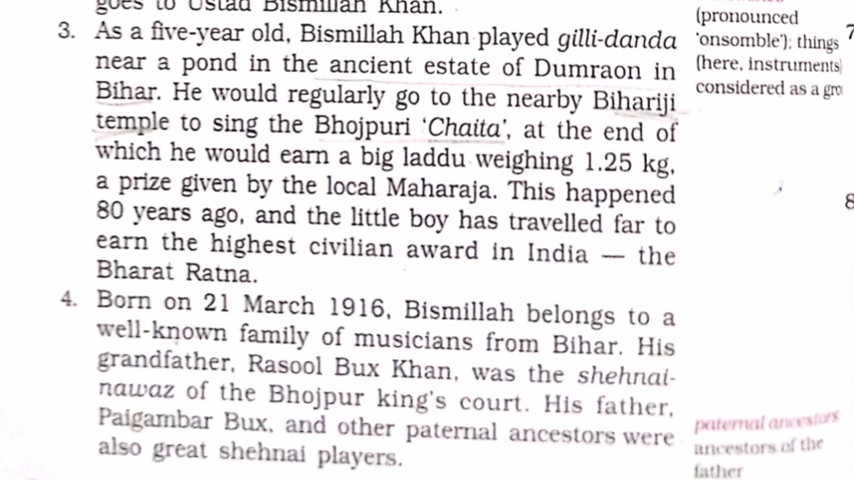 goes to Ustad Bismillah Khan.
3. As a five-year old, Bismillah Khan played gilli-danda
near a pond in the ancient estate of Dumraon in
Bihar. He would regularly go to the nearby Bihariji
temple to sing the Bhojpuri ‘Chaita’, at the end of
which he would earn a big laddu weighing 1.25 kg,
a prize given by the local Maharaja. This happened
80 years ago, and the little boy has travelled far to
earn the highest civilian award in India — the
Bharat Ratna.
4. Born on 21 March 1916, Bismillah belongs to a
well-known family of musicians from Bihar. His
grandfather, Rasool Bux Khan, was the shehnai-
nawaz of the Bhojpur king's court. His father,
Paigambar Bux, and other paternal ancestors were
also great shehnai players.
(pronounced
'onsomble'): things
(here, instruments)
considered as a gro
paternal ancestors
ancestors of the
father
7
8